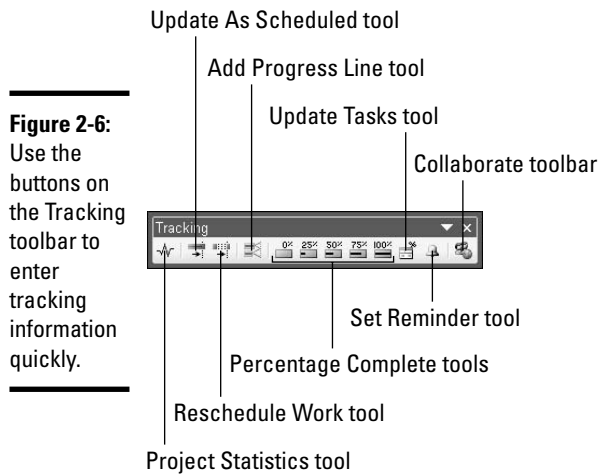 Update As Scheduled tool
Add Progress Line tool
Update Tasks tool
Collaborate toolbar
Figure 2-6:
Use the
buttons on
the Tracking
toolbar to
enter
tracking
information
quickly.
Tracking
0% 25% 50% 75% 100%
%
Set Reminder tool
Percentage Complete tools
Reschedule Work tool
Project Statistics tool